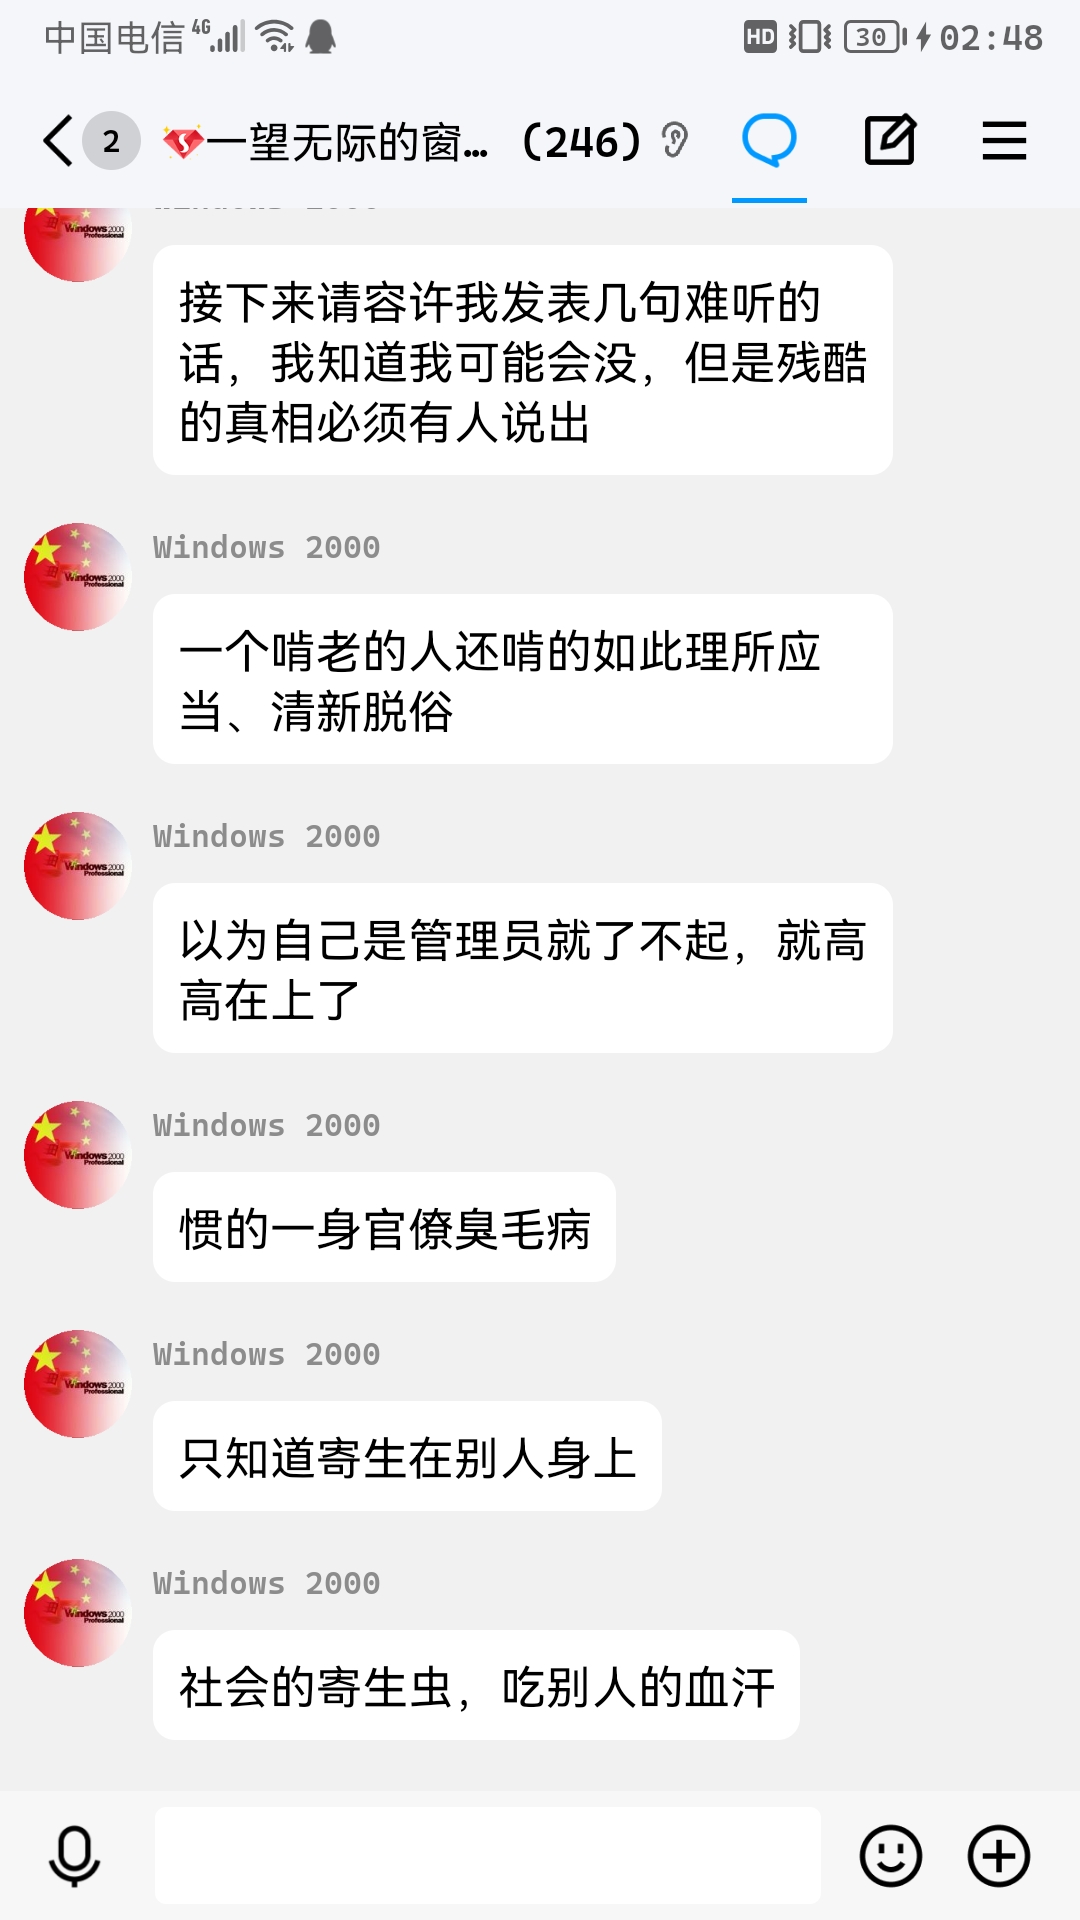 中国电信 4G HD 30 02:48
2 一望无际的窗... (246)
接下来请容许我发表几句难听的
话，我知道我可能会没，但是残酷
的真相必须有人说出
Windows 2000
一个啃老的人还啃的如此理所应
当、清新脱俗
Windows 2000
以为自己是管理员就了不起，就高
高在上了
Windows 2000
惯的一身官僚臭毛病
Windows 2000
只知道寄生在别人身上
Windows 2000
社会的寄生虫，吃别人的血汗